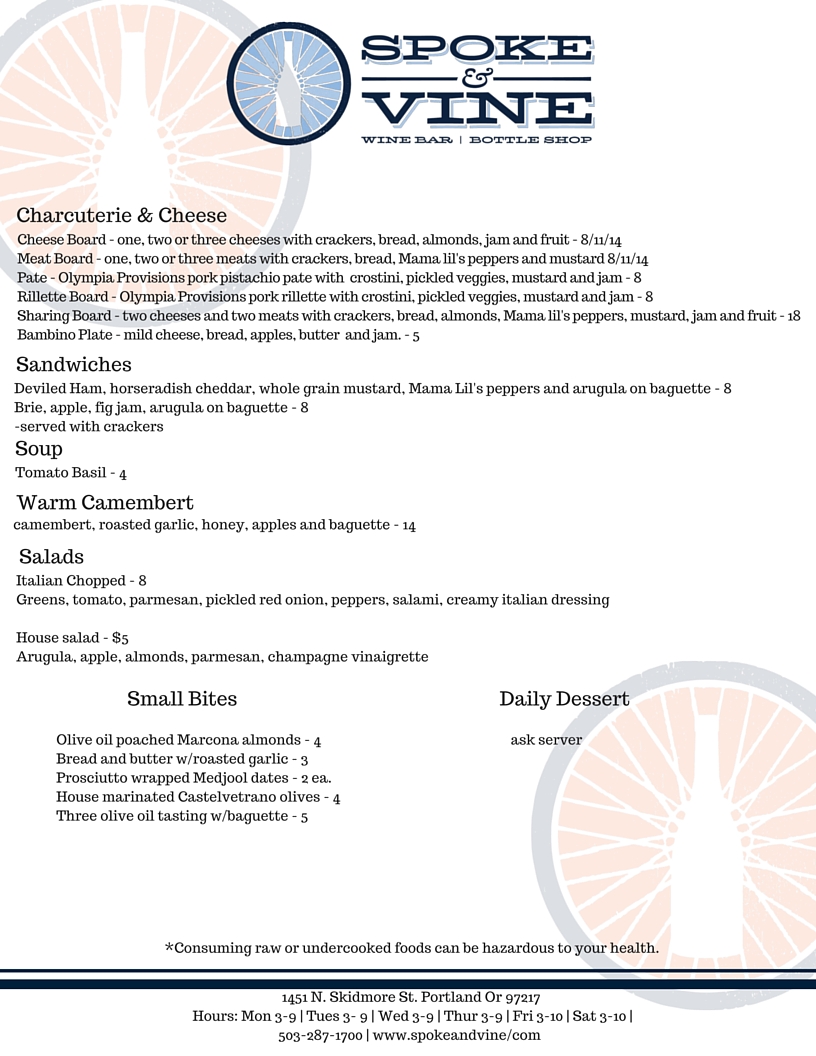 SPOKE
&
VINE
WINE BAR | BOTTLE SHOP
Charcuterie & Cheese
Cheese Board - one, two or three cheeses with crackers, bread, almonds, jam and fruit - 8/11/14
Meat Board - one, two or three meats with crackers, bread, Mama lil's peppers and mustard 8/11/14
Pate - Olympia Provisions pork pistachio pate with crostini, pickled veggies, mustard and jam - 8
Rillette Board - Olympia Provisions pork rillette with crostini, pickled veggies, mustard and jam - 8
Sharing Board - two cheeses and two meats with crackers, bread, almonds, Mama lil's peppers, mustard, jam and fruit - 18
Bambino Plate - mild cheese, bread, apples, butter and jam. - 5
Sandwiches
Deviled Ham, horseradish cheddar, whole grain mustard, Mama Lil's peppers and arugula on baguette - 8
Brie, apple, fig jam, arugula on baguette - 8
-served with crackers
Soup
Tomato Basil - 4
Warm Camembert
camembert, roasted garlic, honey, apples and baguette - 14
Salads
Italian Chopped - 8
Greens, tomato, parmesan, pickled red onion, peppers, salami, creamy italian dressing
House salad - $5
Arugula, apple, almonds, parmesan, champagne vinaigrette
Small Bites
Olive oil poached Marcona almonds - 4
Bread and butter w/roasted garlic - 3
Prosciutto wrapped Medjool dates - 2 ea.
House marinated Castelvetrano olives - 4
Three olive oil tasting w/baguette - 5
Daily Dessert
ask server
*Consuming raw or undercooked foods can be hazardous to your health.
1451 N. Skidmore St. Portland Or 97217
Hours: Mon 3-9 | Tues 3- 9 | Wed 3-9 | Thur 3-9 | Fri 3-10 | Sat 3-10 |
503-287-1700 | www.spokeandvine/com